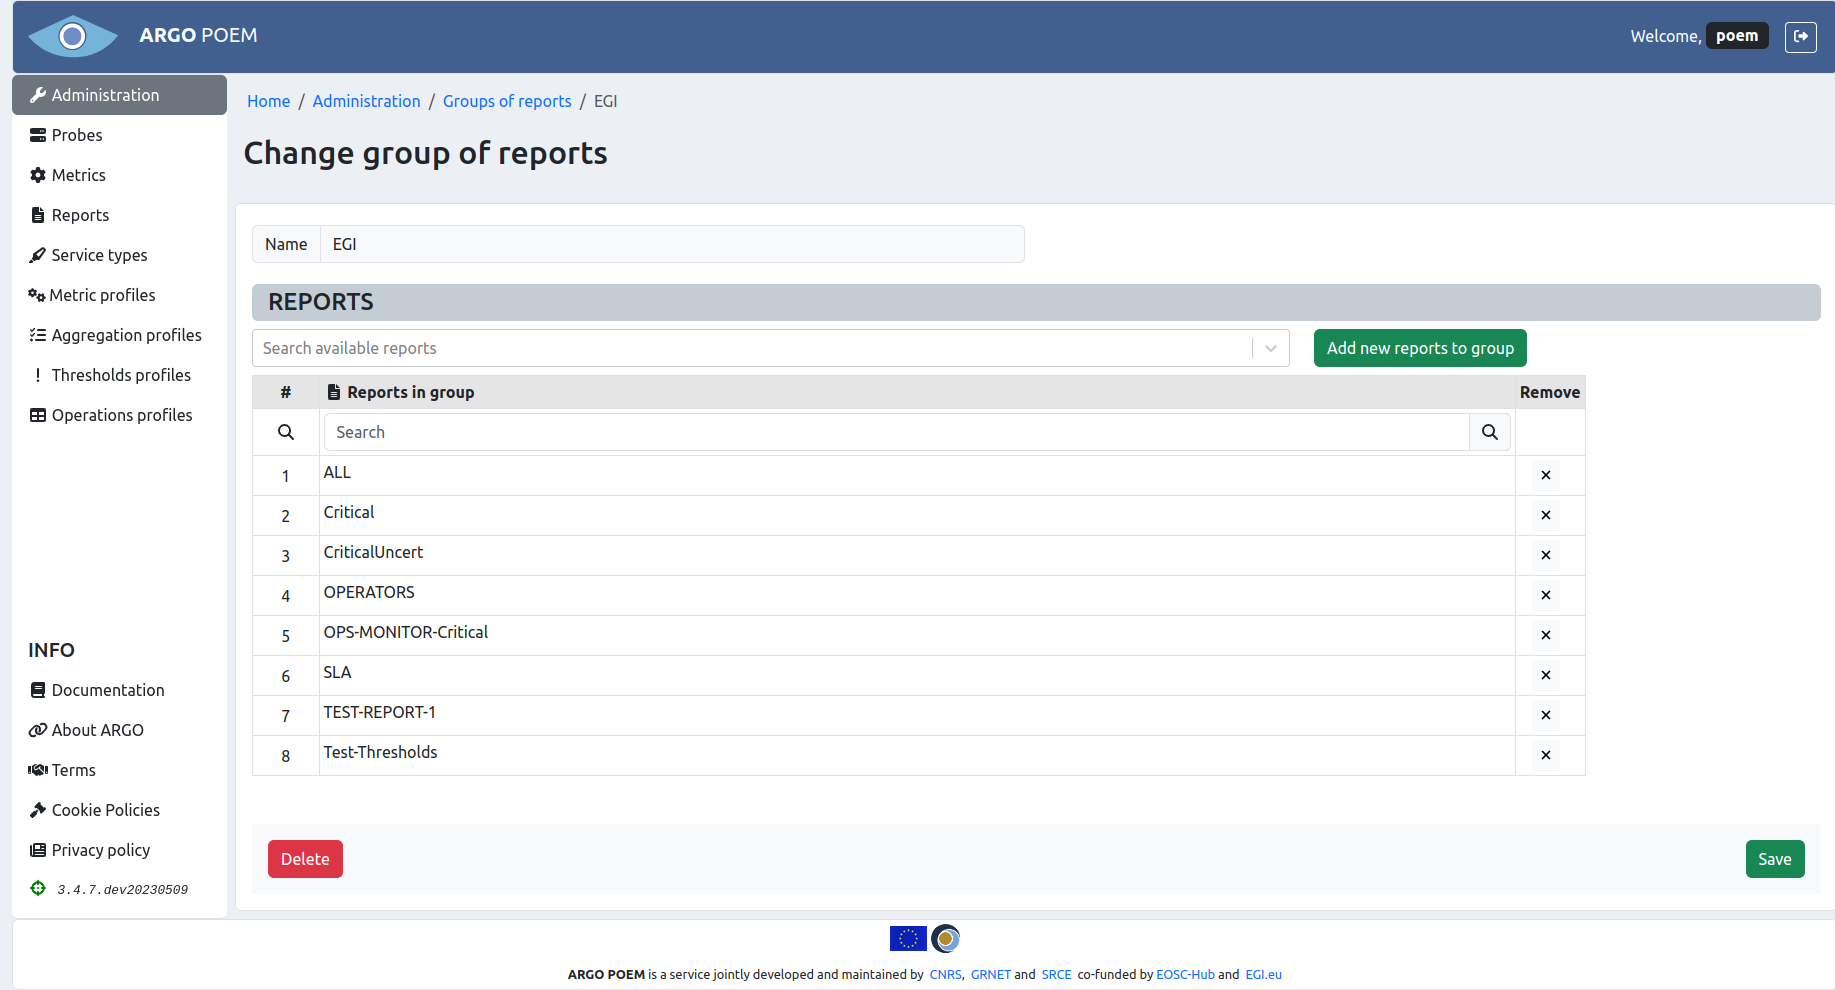 ARGO POEM
Welcome, poem
Administration
Probes
Metrics
Reports
Service types
Metric profiles
Aggregation profiles
Thresholds profiles
Operations profiles
INFO
Documentation
About ARGO
Terms
Cookie Policies
Privacy policy
3.4.7.dev20230509
Home / Administration / Groups of reports / EGI
Change group of reports
Name EGI
REPORTS
Search available reports
Add new reports to group
# Reports in group Remove
Search
1 ALL
2 Critical
3 CriticalUncert
4 OPERATORS
5 OPS-MONITOR-Critical
6 SLA
7 TEST-REPORT-1
8 Test-Thresholds
Delete
Save
ARGO POEM is a service jointly developed and maintained by CNRS, GRNET and SRCE co-funded by EOSC-Hub and EGI.eu